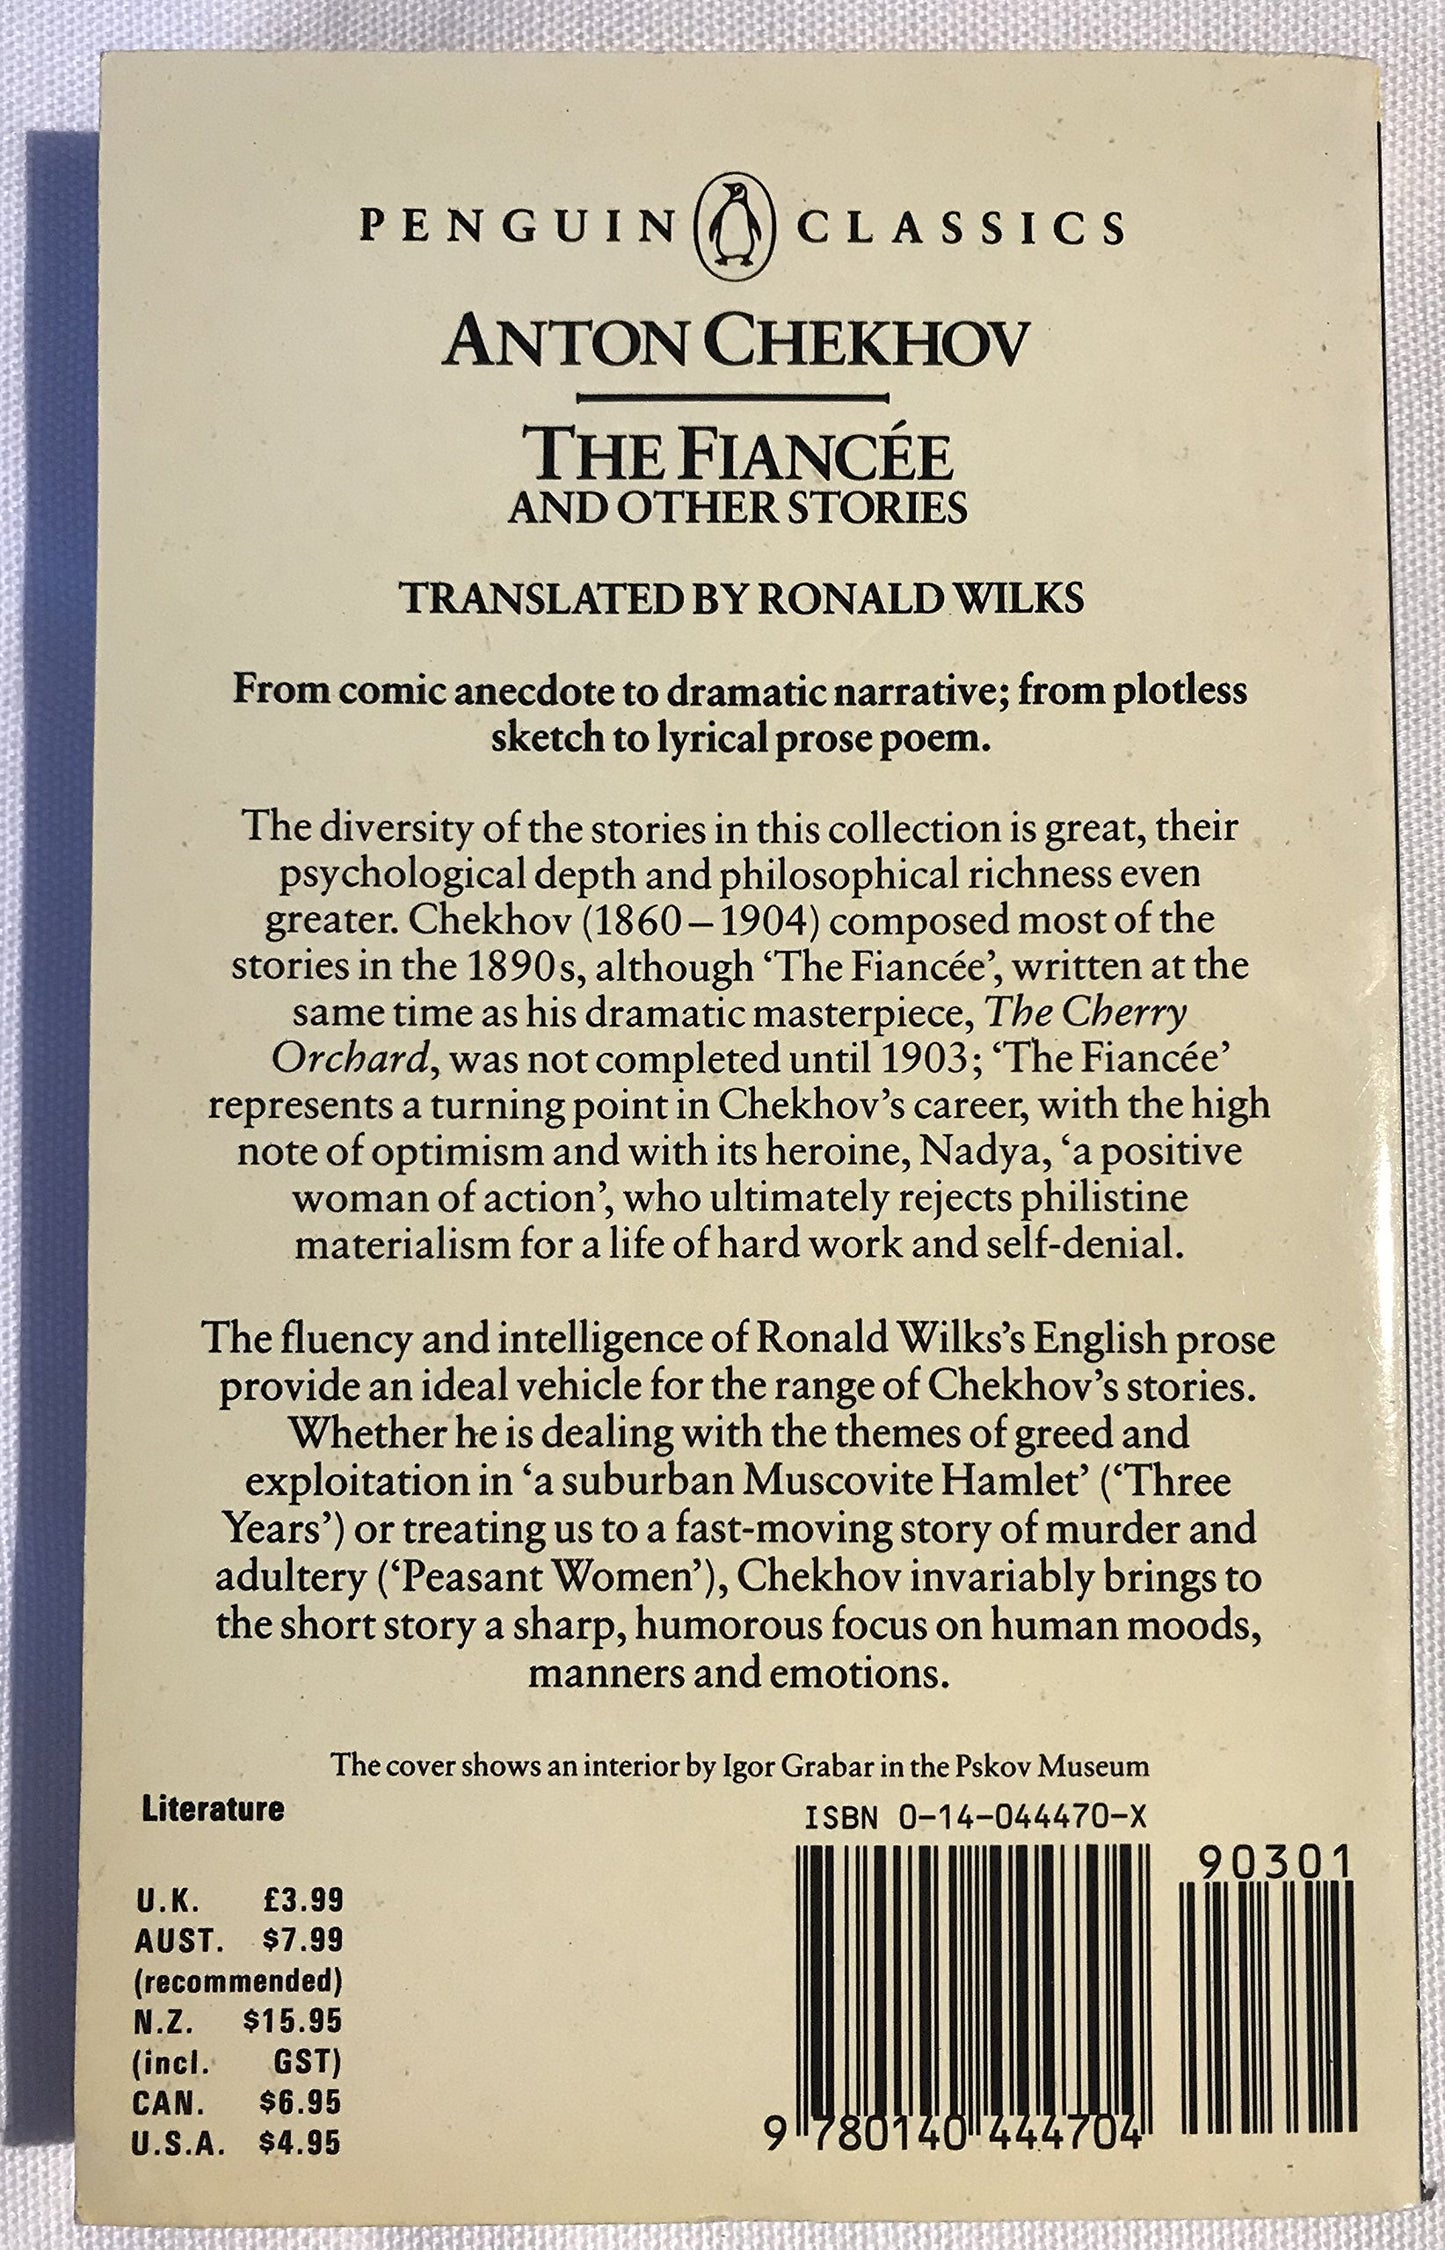 PENGUIN CLASSICS
ANTON CHEKHOV
THE FIANCÉE
AND OTHER STORIES
TRANSLATED BY RONALD WILKS
From comic anecdote to dramatic narrative; from plotless
sketch to lyrical prose poem.
The diversity of the stories in this collection is great, their
psychological depth and philosophical richness even
greater. Chekhov (1860–1904) composed most of the
stories in the 1890s, although ‘The Fiancée’, written at the
same time as his dramatic masterpiece, The Cherry
Orchard, was not completed until 1903; ‘The Fiancée’
represents a turning point in Chekhov’s career, with the high
note of optimism and with its heroine, Nadya, ‘a positive
woman of action’, who ultimately rejects philistine
materialism for a life of hard work and self-denial.
The fluency and intelligence of Ronald Wilks’s English prose
provide an ideal vehicle for the range of Chekhov’s stories.
Whether he is dealing with the themes of greed and
exploitation in ‘a suburban Muscovite Hamlet’ (‘Three
Years’) or treating us to a fast-moving story of murder and
adultery (‘Peasant Women’), Chekhov invariably brings to
the short story a sharp, humorous focus on human moods,
manners and emotions.
The cover shows an interior by Igor Grabar in the Pskov Museum
Literature
U.K. £3.99
AUST. $7.99
(recommended)
N.Z. $15.95
(incl. GST)
CAN. $6.95
U.S.A. $4.95
ISBN 0-14-044470-X
90301
9 780140 444704